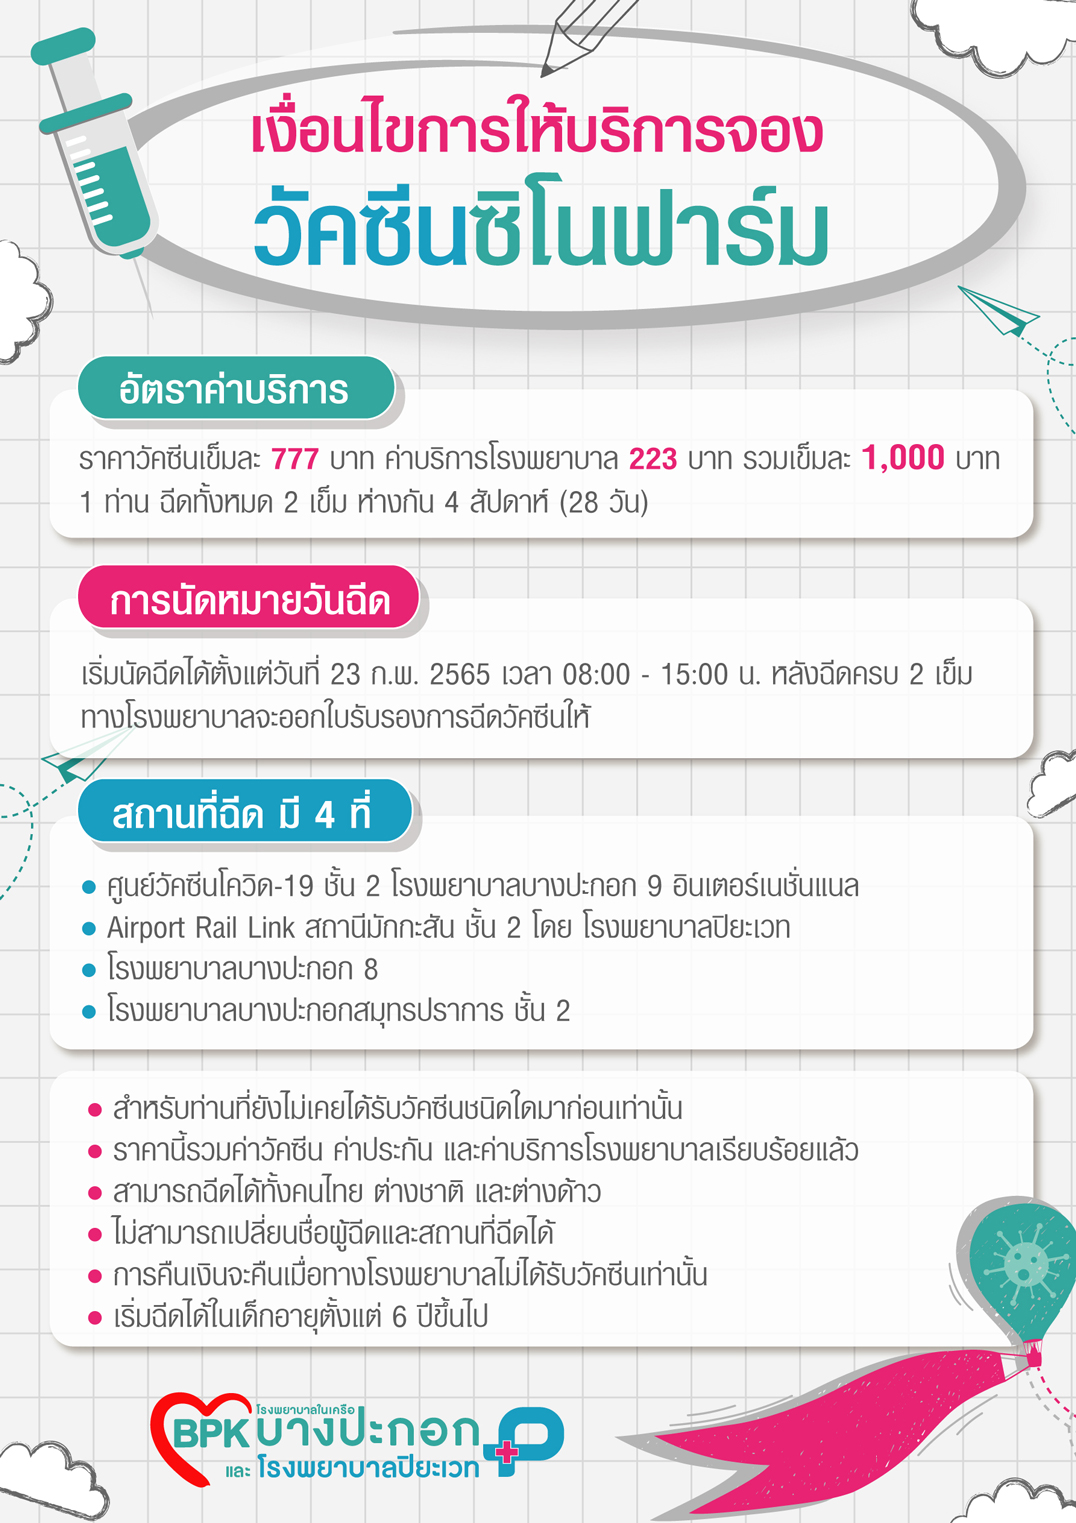 เงื่อนไขการให้บริการจอง
วัคซีนซิโนฟาร์ม
อัตราค่าบริการ
ราคาวัคซีนเข็มละ 777 บาท ค่าบริการโรงพยาบาล 223 บาท รวมเข็มละ 1,000 บาท
1 ท่าน ฉีดทั้งหมด 2 เข็ม ห่างกัน 4 สัปดาห์ (28 วัน)
การนัดหมายวันฉีด
เริ่มนัดฉีดได้ตั้งแต่วันที่ 23 ก.พ. 2565 เวลา 08:00 - 15:00 น. หลังฉีดครบ 2 เข็ม
ทางโรงพยาบาลจะออกใบรับรองการฉีดวัคซีนให้
สถานที่ฉีด มี 4 ที่
● ศูนย์วัคซีนโควิด-19 ชั้น 2 โรงพยาบาลบางปะกอก 9 อินเตอร์เนชั่นแนล
● Airport Rail Link สถานีมักกะสัน ชั้น 2 โดย โรงพยาบาลปิยะเวท
● โรงพยาบาลบางปะกอก 8
● โรงพยาบาลบางปะกอกสมุทรปราการ ชั้น 2
● สำหรับท่านที่ยังไม่เคยได้รับวัคซีนชนิดใดมาก่อนเท่านั้น
● ราคานี้รวมค่าวัคซีน ค่าประกัน และค่าบริการโรงพยาบาลเรียบร้อยแล้ว
● สามารถฉีดได้ทั้งคนไทย ต่างชาติ และต่างด้าว
● ไม่สามารถเปลี่ยนชื่อผู้ฉีดและสถานที่ฉีดได้
● การคืนเงินจะคืนเมื่อทางโรงพยาบาลไม่ได้รับวัคซีนเท่านั้น
● เริ่มฉีดได้ในเด็กอายุตั้งแต่ 6 ปีขึ้นไป
โรงพยาบาลในเครือ
BPK บางปะกอก
และ โรงพยาบาลปิยะเวท